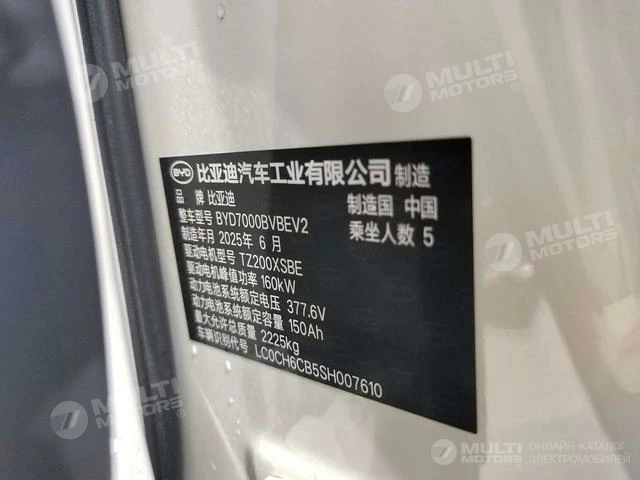 MULTI MOTORS®
MULTI MOTORS®
BYD 比亚迪汽车工业有限公司 制造
品 牌 比亚迪
制造国 中国
整车型号 BYD7000BVBEV2
乘坐人数 5
制造年月 2025年 6 月
驱动电机型号 TZ200XSBE
驱动电机峰值功率 160kW
动力电池系统额定电压 377.6V
动力电池系统额定容量 150Ah
最大允许总质量 2225kg
车辆识别代号 LC0CH6CB5SH007610
MULTI MOTORS®
MULTI MOTORS®
MULTI MOTORS®
ОНЛАЙН-КАТАЛОГ
ЭЛЕКТРОМОБИЛЕЙ